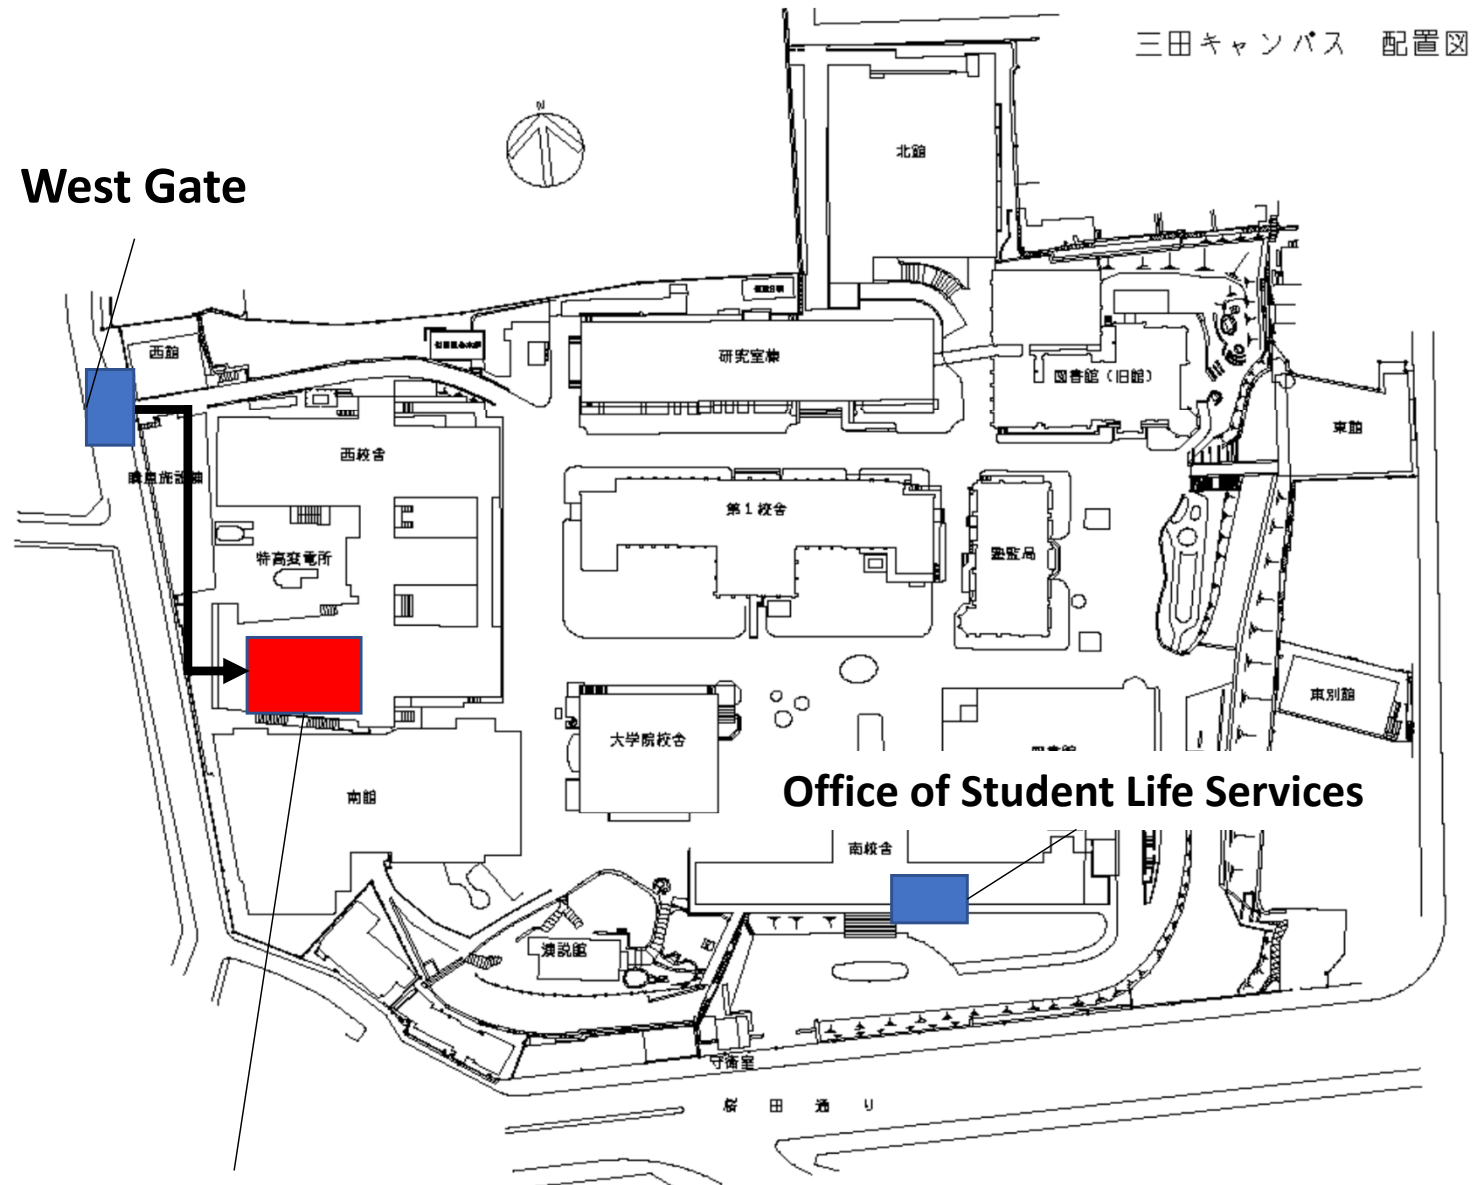 三田キャンパス 配置図
N
北館
West Gate
西館
研究室棟
図書館(旧館)
東館
西校舎
第1校舎
特高変電所
塾監局
東別館
大学院校舎
南館
Office of Student Life Services
南校舎
演説館
守衛室
桜田通り